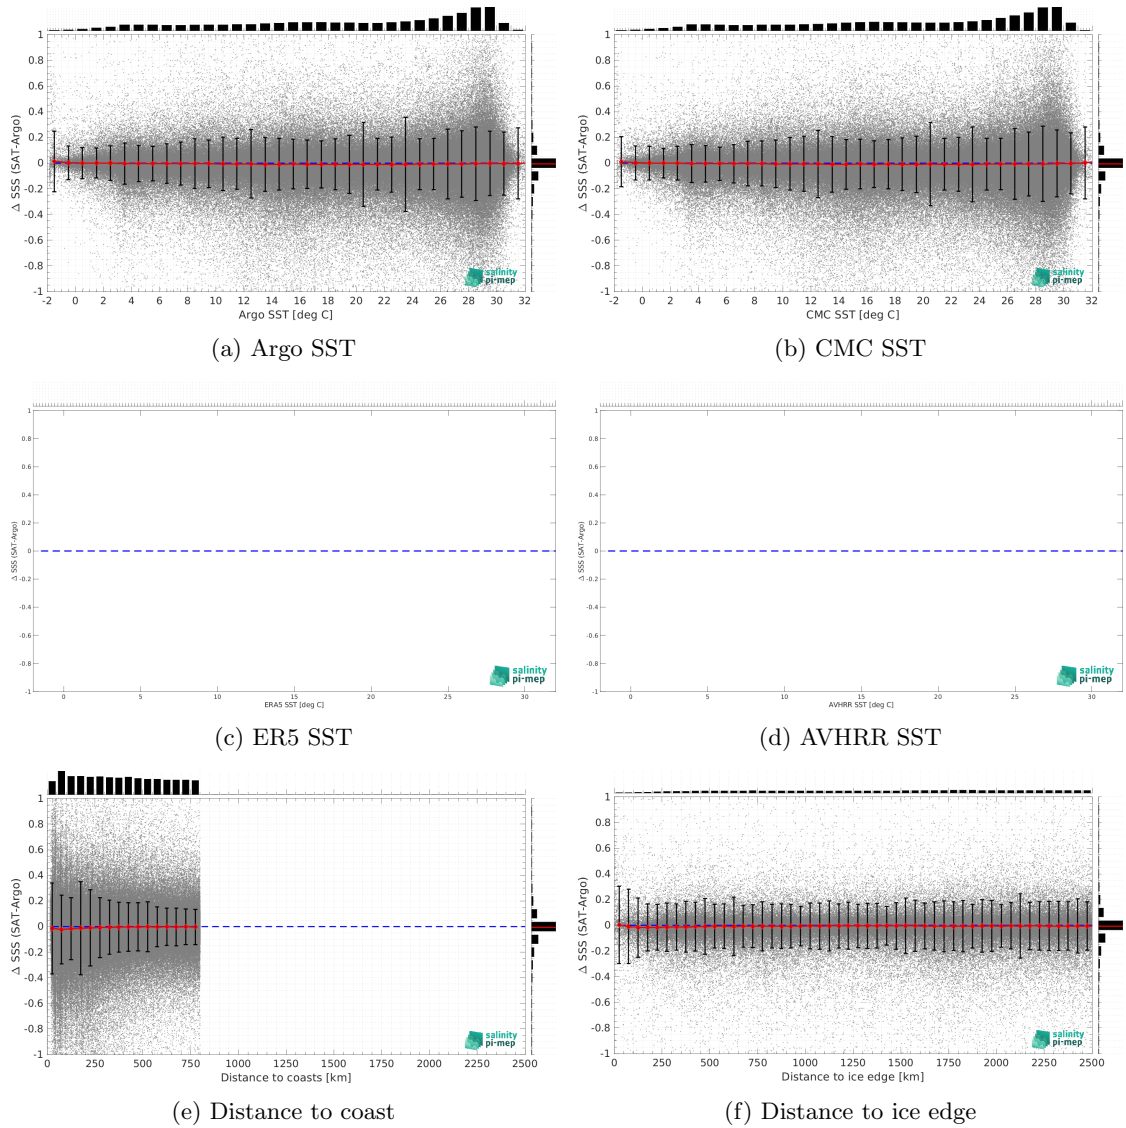 1
0.8
0.6
0.4
0.2
0
-0.2
-0.4
-0.6
-0.8
-1
Δ SSS (SAT-Argo)
-2 0 2 4 6 8 10 12 14 16 18 20 22 24 26 28 30 32
Argo SST [deg C]
salinity
pi-mep
(a) Argo SST
1
0.8
0.6
0.4
0.2
0
-0.2
-0.4
-0.6
-0.8
-1
Δ SSS (SAT-Argo)
-2 0 2 4 6 8 10 12 14 16 18 20 22 24 26 28 30 32
CMC SST [deg C]
salinity
pi-mep
(b) CMC SST
1
0.8
0.6
0.4
0.2
0
-0.2
-0.4
-0.6
-0.8
-1
Δ SSS (SAT-Argo)
0 5 10 15 20 25 30
ERA5 SST [deg C]
salinity
pi-mep
(c) ER5 SST
1
0.8
0.6
0.4
0.2
0
-0.2
-0.4
-0.6
-0.8
-1
Δ SSS (SAT-Argo)
0 5 10 15 20 25 30
AVHRR SST [deg C]
salinity
pi-mep
(d) AVHRR SST
1
0.8
0.6
0.4
0.2
0
-0.2
-0.4
-0.6
-0.8
-1
Δ SSS (SAT-Argo)
0 250 500 750 1000 1250 1500 1750 2000 2250 2500
Distance to coasts [km]
salinity
pi-mep
(e) Distance to coast
1
0.8
0.6
0.4
0.2
0
-0.2
-0.4
-0.6
-0.8
-1
Δ SSS (SAT-Argo)
0 250 500 750 1000 1250 1500 1750 2000 2250 2500
Distance to ice edge [km]
salinity
pi-mep
(f) Distance to ice edge